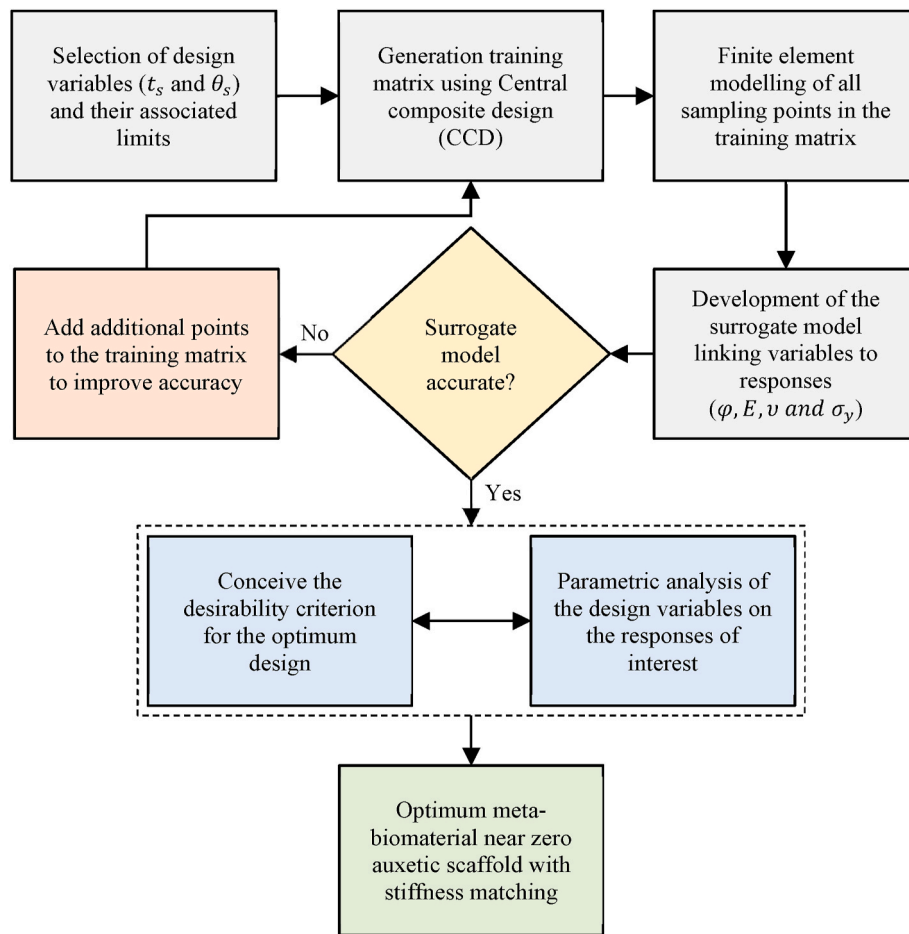 Selection of design
variables (𝑡ₛ and 𝜃ₛ)
and their associated
limits
Generation training
matrix using Central
composite design
(CCD)
Finite element
modelling of all
sampling points in the
training matrix
Development of the
surrogate model
linking variables to
responses
(𝜑, 𝐸, 𝜐 𝑎𝑛𝑑 𝜎_𝑦)
Surrogate
model
accurate?
No
Add additional points
to the training matrix
to improve accuracy
Yes
Conceive the
desirability criterion
for the optimum
design
Parametric analysis of
the design variables on
the responses of
interest
Optimum meta-
biomaterial near zero
auxetic scaffold with
stiffness matching